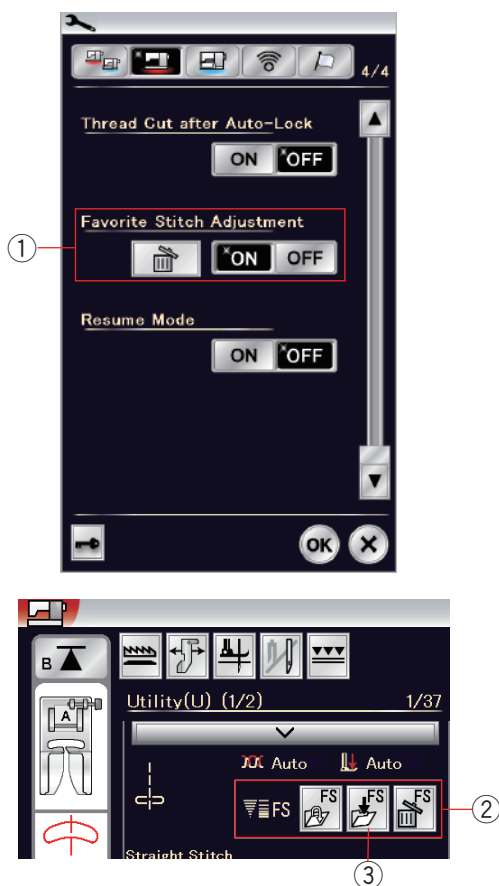 4/4
Thread Cut after Auto-Lock
ON OFF
Favorite Stitch Adjustment
①
ON OFF
Resume Mode
ON OFF
OK
B
A
Utility(U) (1/2) 1/37
Auto Auto
FS FS FS FS
②
Straight Stitch
③